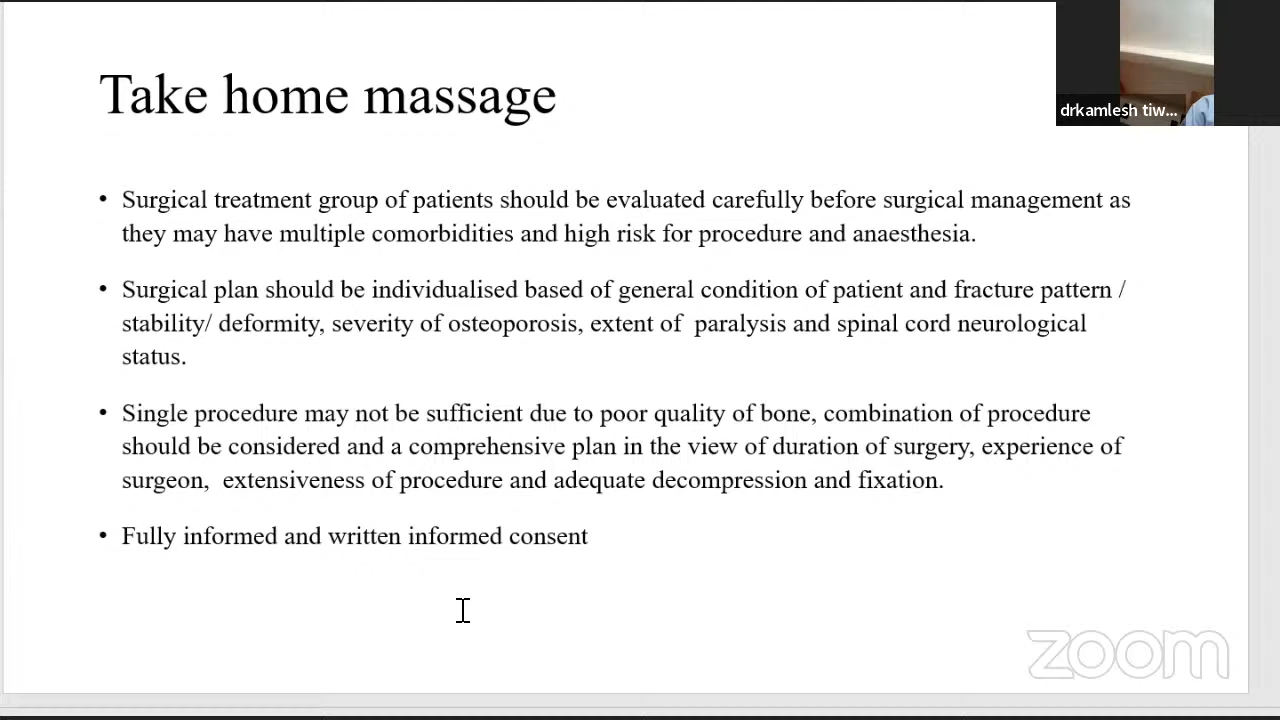 Take home massage
drkamlesh tiw...
• Surgical treatment group of patients should be evaluated carefully before surgical management as
they may have multiple comorbidities and high risk for procedure and anaesthesia.
• Surgical plan should be individualised based of general condition of patient and fracture pattern /
stability/ deformity, severity of osteoporosis, extent of  paralysis and spinal cord neurological
status.
• Single procedure may not be sufficient due to poor quality of bone, combination of procedure
should be considered and a comprehensive plan in the view of duration of surgery, experience of
surgeon,  extensiveness of procedure and adequate decompression and fixation.
• Fully informed and written informed consent
zoom